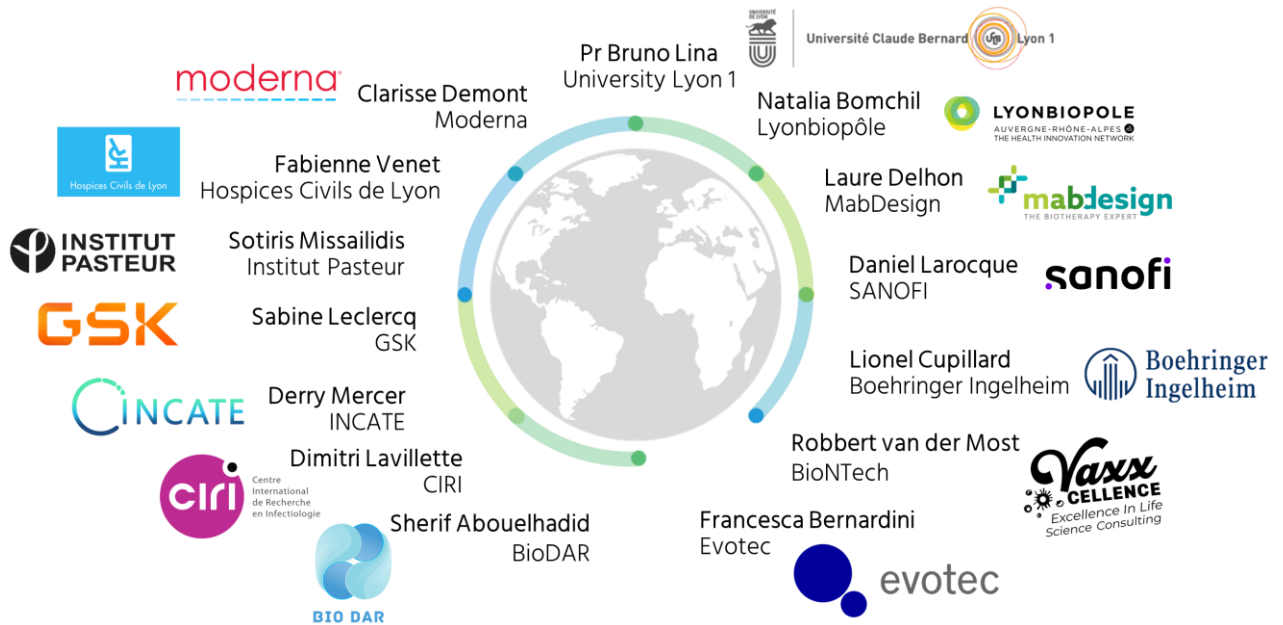 UNIVERSITÉ
DE LYON
Université Claude Bernard
UCBL
Lyon 1
Pr Bruno Lina
University Lyon 1
moderna
Clarisse Demont
Moderna
Natalia Bomchil
Lyonbiopôle
LYONBIOPOLE
AUVERGNE-RHÔNE-ALPES
THE HEALTH INNOVATION NETWORK
HCL
Hospices Civils de Lyon
Fabienne Venet
Hospices Civils de Lyon
Laure Delhon
MabDesign
mabdesign
THE BIOTHERAPY EXPERT
INSTITUT
PASTEUR
Sotiris Missailidis
Institut Pasteur
Daniel Larocque
SANOFI
sanofi
GSK
Sabine Leclercq
GSK
Lionel Cupillard
Boehringer Ingelheim
Boehringer
Ingelheim
INCATE
Derry Mercer
INCATE
Robbert van der Most
BioNTech
Vaxx
CELLENCE
Excellence In Life
Science Consulting
Dimitri Lavillette
CIRI
ciri
Centre
International
de Recherche
en Infectiologie
Sherif Abouelhadid
BioDAR
BIO DAR
Francesca Bernardini
Evotec
evotec